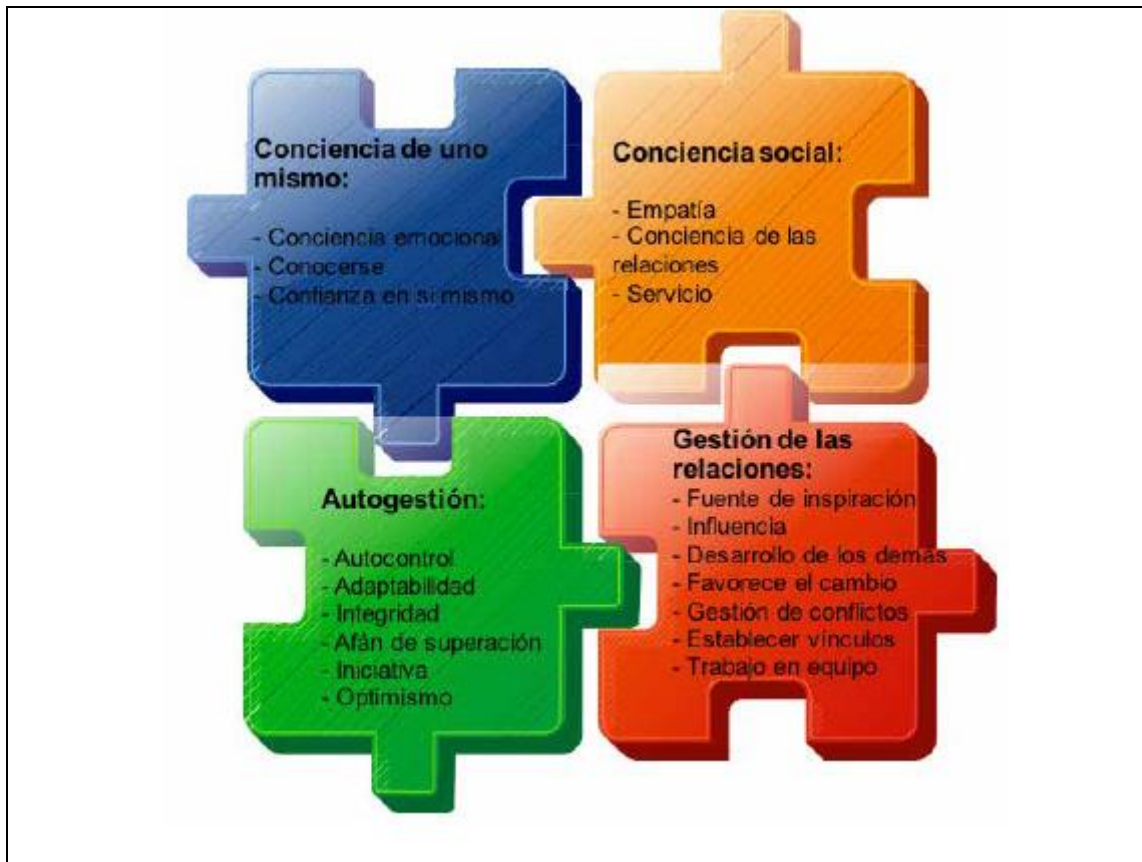 Conciencia de uno
mismo:
- Conciencia emocional
- Conocerse
- Confianza en si mismo
Conciencia social:
- Empatía
- Conciencia de las
relaciones
- Servicio
Autogestión:
- Autocontrol
- Adaptabilidad
- Integridad
- Afán de superación
- Iniciativa
- Optimismo
Gestión de las
relaciones:
- Fuente de inspiración
- Influencia
- Desarrollo de los demás
- Favorece el cambio
- Gestión de conflictos
- Establecer vínculos
- Trabajo en equipo